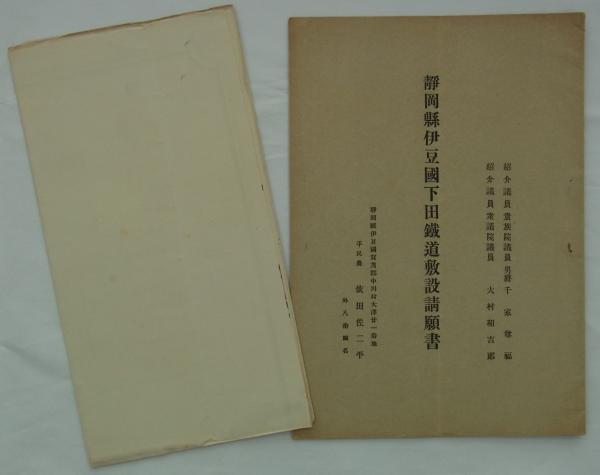 紹介議員貴族院議員男爵千家尊福
紹介議員衆議院議員 大村和吉郎
靜岡縣伊豆國下田鐵道敷設請願書
靜岡縣伊豆國賀茂郡中川村大澤廿一番地
平民農 依田佐二平
外八拾四名